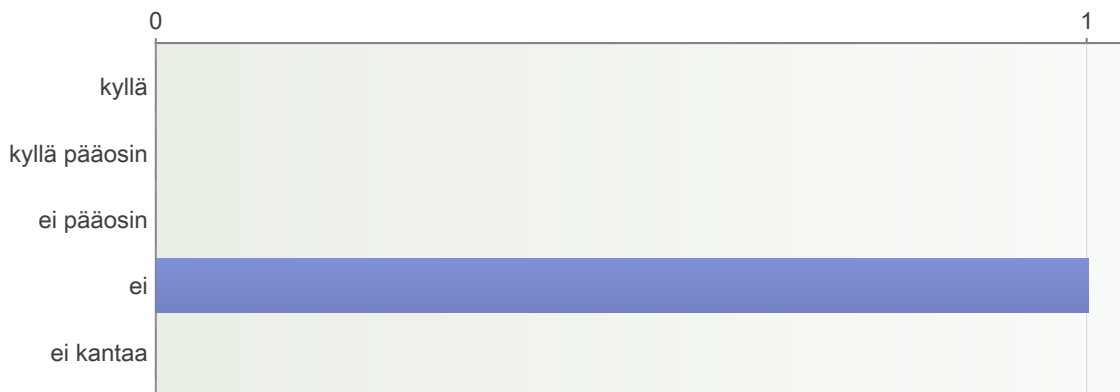 0 1
kyllä
kyllä pääosin
ei pääosin
ei
ei kantaa